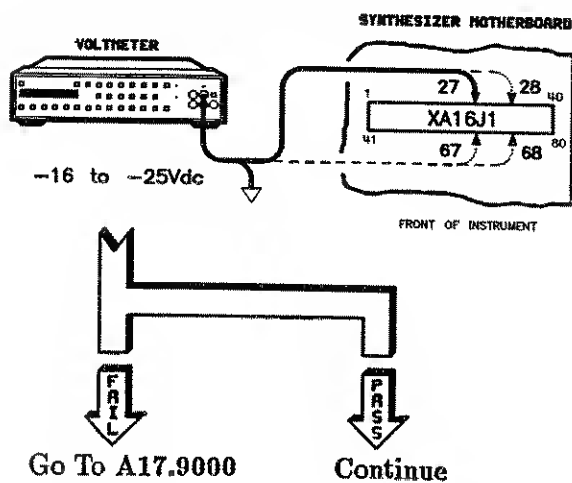 SYNTHESIZER MOTHERBOARD
VOLTMETER
1 27 28 40
XA16J1
41 67 68 80
-16 to -25Vdc
FRONT OF INSTRUMENT
FAIL PASS
Go To A17.9000 Continue